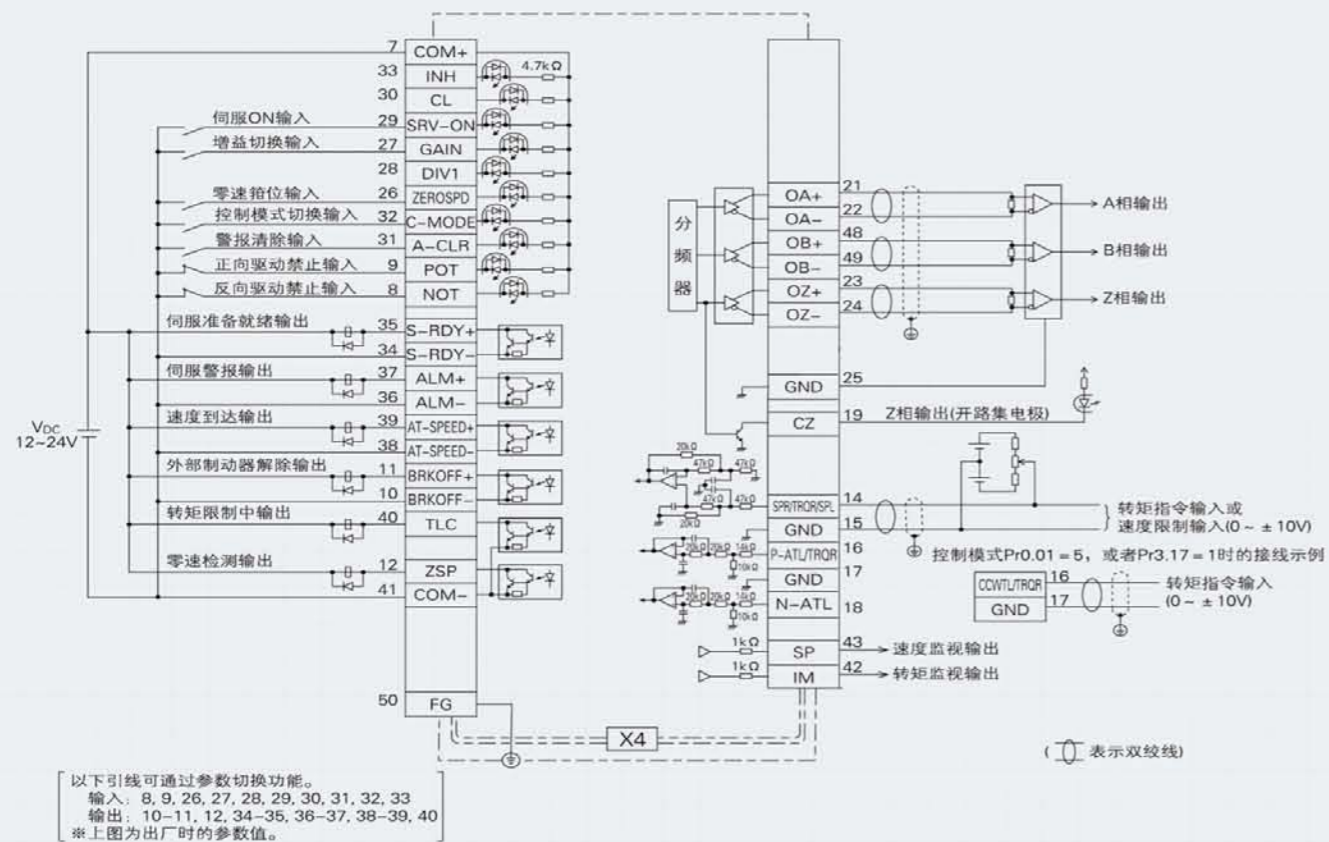 7 COM+
33 INH 4.7kΩ
30 CL
伺服ON输入 29 SRV-ON
增益切换输入 27 GAIN
28 DIV1
零速箝位输入 26 ZEROSPD
控制模式切换输入 32 C-MODE
警报清除输入 31 A-CLR
正向驱动禁止输入 9 POT
反向驱动禁止输入 8 NOT
伺服准备就绪输出 35 S-RDY+
34 S-RDY-
伺服警报输出 37 ALM+
36 ALM-
速度到达输出 39 AT-SPEED+
38 AT-SPEED-
外部制动器解除输出 11 BRKOFF+
10 BRKOFF-
转矩限制中输出 40 TLC
零速检测输出 12 ZSP
41 COM-
50 FG
VDC
12~24V
分频器
OA+ 21 A相输出
OA- 22
OB+ 48 B相输出
OB- 49
OZ+ 23 Z相输出
OZ- 24
GND 25
CZ 19 Z相输出(开路集电极)
20kΩ
47kΩ 47kΩ
47kΩ 47kΩ
20kΩ
SPR/TRQR/SPL 14 转矩指令输入或
GND 15 速度限制输入(0~±10V)
20kΩ 20kΩ 14kΩ
10kΩ
P-ATL/TRQR 16
控制模式Pr0.01=5，或者Pr3.17=1时的接线示例
GND 17
CCWTL/TRQR 16 转矩指令输入
GND 17 (0~±10V)
20kΩ 20kΩ 14kΩ
10kΩ
N-ATL 18
1kΩ SP 43 速度监视输出
1kΩ IM 42 转矩监视输出
X4
( 表示双绞线)
以下引线可通过参数切换功能。
输入：8, 9, 26, 27, 28, 29, 30, 31, 32, 33
输出：10-11, 12, 34-35, 36-37, 38-39, 40
※上图为出厂时的参数值。